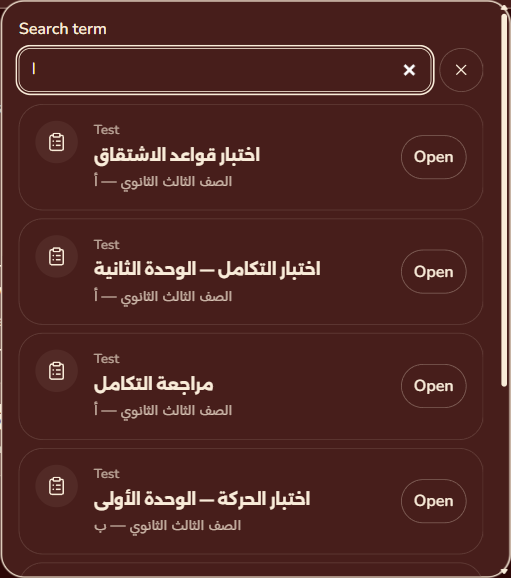 Search term
ا
Test
اختبار قواعد الاشتقاق
الصف الثالث الثانوي — أ
Open
Test
اختبار التكامل — الوحدة الثانية
الصف الثالث الثانوي — أ
Open
Test
مراجعة التكامل
الصف الثالث الثانوي — أ
Open
Test
اختبار الحركة — الوحدة الأولى
الصف الثالث الثانوي — ب
Open